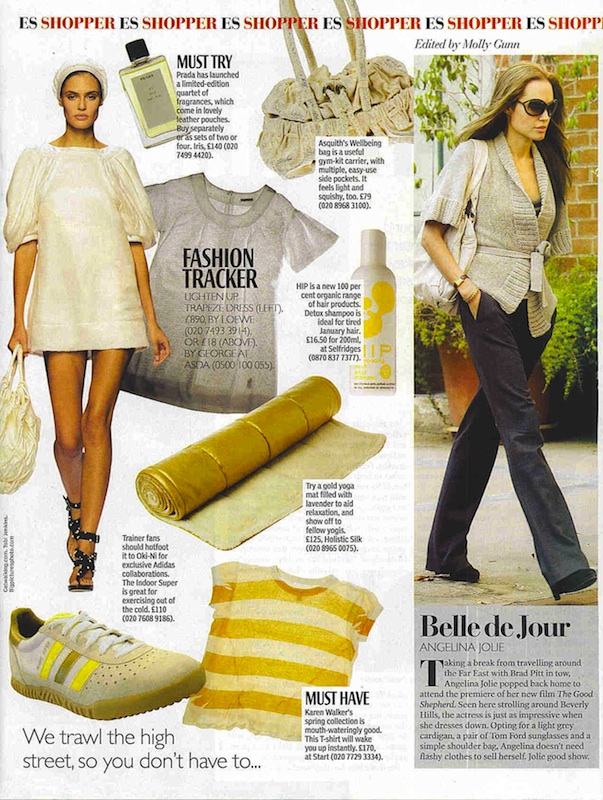 ES SHOPPER ES SHOPPER ES SHOPPER ES SHOPPER ES SHOPPER ES SHOPP
Edited by Molly Gunn
MUST TRY
Prada has launched
a limited-edition
quartet of
fragrances, which
come in lovely
leather pouches.
Buy separately
or as sets of two or
four. Iris, £140 (020
7499 4420).
PRADA
Asquith's Wellbeing
bag is a useful
gym-kit carrier, with
multiple, easy-use
side pockets. It
feels light and
squishy, too. £79
(020 8968 3100).
FASHION
TRACKER
LIGHTEN UP
TRAPEZE DRESS (LEFT),
£890, BY LOEWE
(020 7493 3914),
OR £18 (ABOVE),
BY GEORGE AT
ASDA (0500 100 055).
HIP is a new 100 per
cent organic range
of hair products.
Detox shampoo is
ideal for tired
January hair.
£16.50 for 200ml,
at Selfridges
(0870 837 7377).
HIP
Try a gold yoga
mat filled with
lavender to aid
relaxation, and
show off to
fellow yogis.
£125, Holistic Silk
(020 8965 0075).
Trainer fans
should hotfoot
it to Oki-Ni for
exclusive Adidas
collaborations.
The Indoor Super
is great for
exercising out of
the cold. £110
(020 7608 9186).
MUST HAVE
Karen Walker's
spring collection is
mouth-wateringly good.
This T-shirt will wake
you up instantly. £170,
at Start (020 7729 3334).
We trawl the high
street, so you don't have to...
Belle de Jour
ANGELINA JOLIE
Taking a break from travelling around
the Far East with Brad Pitt in tow,
Angelina Jolie popped back home to
attend the premiere of her new film The Good
Shepherd. Seen here strolling around Beverly
Hills, the actress is just as impressive when
she dresses down. Opting for a light grey
cardigan, a pair of Tom Ford sunglasses and a
simple shoulder bag, Angelina doesn't need
flashy clothes to sell herself. Jolie good show.